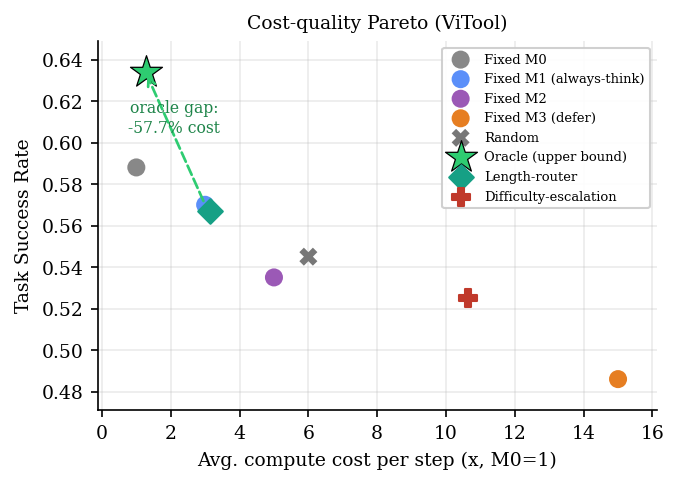 Cost-quality Pareto (ViTool)
Task Success Rate
0.64
0.62
0.60
0.58
0.56
0.54
0.52
0.50
0.48
oracle gap:
-57.7% cost
Fixed M0
Fixed M1 (always-think)
Fixed M2
Fixed M3 (defer)
Random
Oracle (upper bound)
Length-router
Difficulty-escalation
0 2 4 6 8 10 12 14 16
Avg. compute cost per step (x, M0=1)